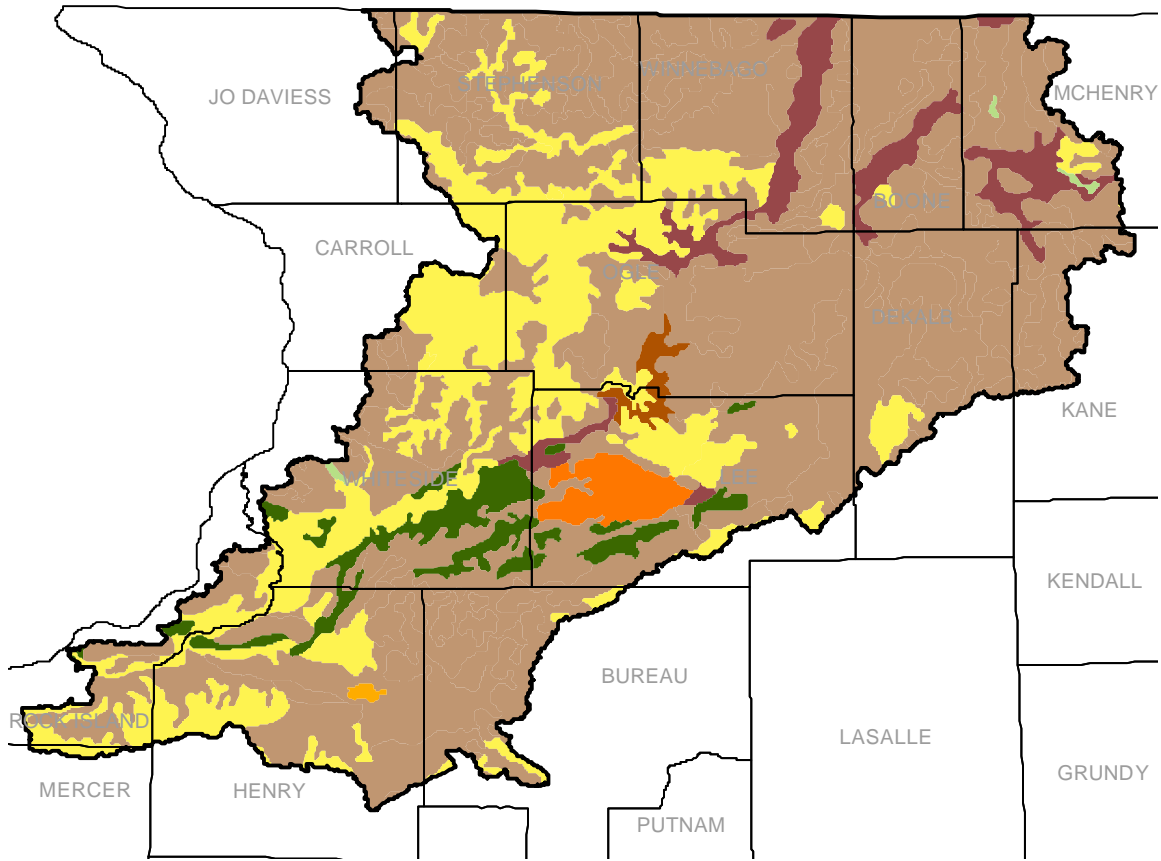 JO DAVIESS
STEPHENSON
WINNEBAGO
MCHENRY
BOONE
CARROLL
OGLE
DEKALB
KANE
WHITESIDE
LEE
KENDALL
BUREAU
ROCK ISLAND
LASALLE
MERCER
HENRY
GRUNDY
PUTNAM